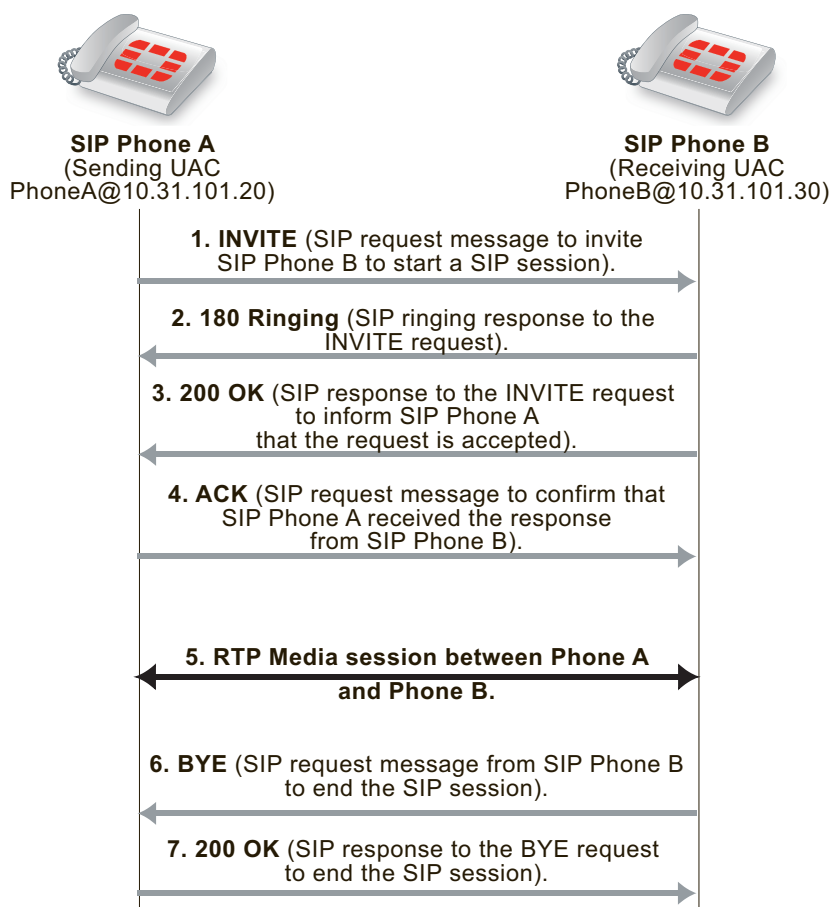 SIP Phone A
(Sending UAC
PhoneA@10.31.101.20)
SIP Phone B
(Receiving UAC
PhoneB@10.31.101.30)
1. INVITE (SIP request message to invite
SIP Phone B to start a SIP session).
2. 180 Ringing (SIP ringing response to the
INVITE request).
3. 200 OK (SIP response to the INVITE request
to inform SIP Phone A
that the request is accepted).
4. ACK (SIP request message to confirm that
SIP Phone A received the response
from SIP Phone B).
5. RTP Media session between Phone A
and Phone B.
6. BYE (SIP request message from SIP Phone B
to end the SIP session).
7. 200 OK (SIP response to the BYE request
to end the SIP session).